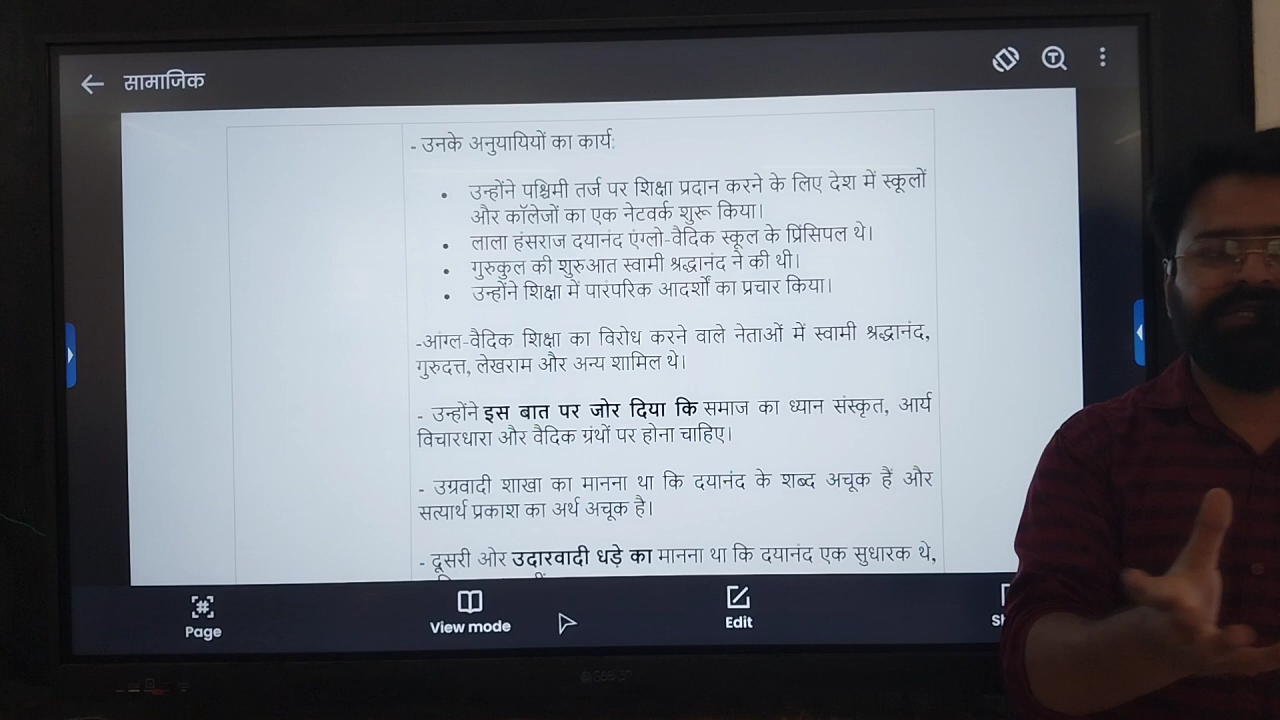 सामाजिक
- उनके अनुयायियों का कार्य:
• उन्होंने पश्चिमी तर्ज पर शिक्षा प्रदान करने के लिए देश में स्कूलों
और कॉलेजों का एक नेटवर्क शुरू किया।
• लाला हंसराज दयानंद एंग्लो-वैदिक स्कूल के प्रिंसिपल थे।
• गुरुकुल की शुरुआत स्वामी श्रद्धानंद ने की थी।
• उन्होंने शिक्षा में पारंपरिक आदर्शों का प्रचार किया।
-आंग्ल-वैदिक शिक्षा का विरोध करने वाले नेताओं में स्वामी श्रद्धानंद,
गुरुदत्त, लेखराम और अन्य शामिल थे।
- उन्होंने इस बात पर जोर दिया कि समाज का ध्यान संस्कृत, आर्य
विचारधारा और वैदिक ग्रंथों पर होना चाहिए।
- उग्रवादी शाखा का मानना था कि दयानंद के शब्द अचूक हैं और
सत्यार्थ प्रकाश का अर्थ अचूक है।
- दूसरी ओर उदारवादी धड़े का मानना था कि दयानंद एक सुधारक थे,
Page
View mode
Edit